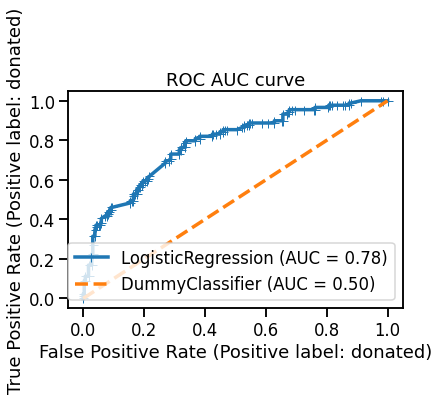 ROC AUC curve
True Positive Rate (Positive label: donated)
1.0
0.8
0.6
0.4
0.2
0.0
LogisticRegression (AUC = 0.78)
DummyClassifier (AUC = 0.50)
0.0 0.2 0.4 0.6 0.8 1.0
False Positive Rate (Positive label: donated)